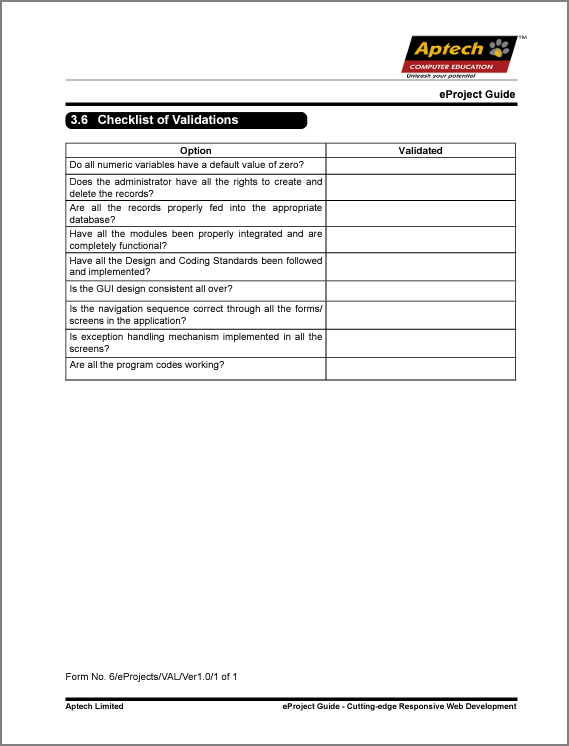 Aptech
TM
COMPUTER EDUCATION
Unleash your potential
eProject Guide
3.6 Checklist of Validations
Option Validated
Do all numeric variables have a default value of zero?
Does the administrator have all the rights to create and
delete the records?
Are all the records properly fed into the appropriate
database?
Have all the modules been properly integrated and are
completely functional?
Have all the Design and Coding Standards been followed
and implemented?
Is the GUI design consistent all over?
Is the navigation sequence correct through all the forms/
screens in the application?
Is exception handling mechanism implemented in all the
screens?
Are all the program codes working?
Form No. 6/eProjects/VAL/Ver1.0/1 of 1
Aptech Limited eProject Guide - Cutting-edge Responsive Web Development